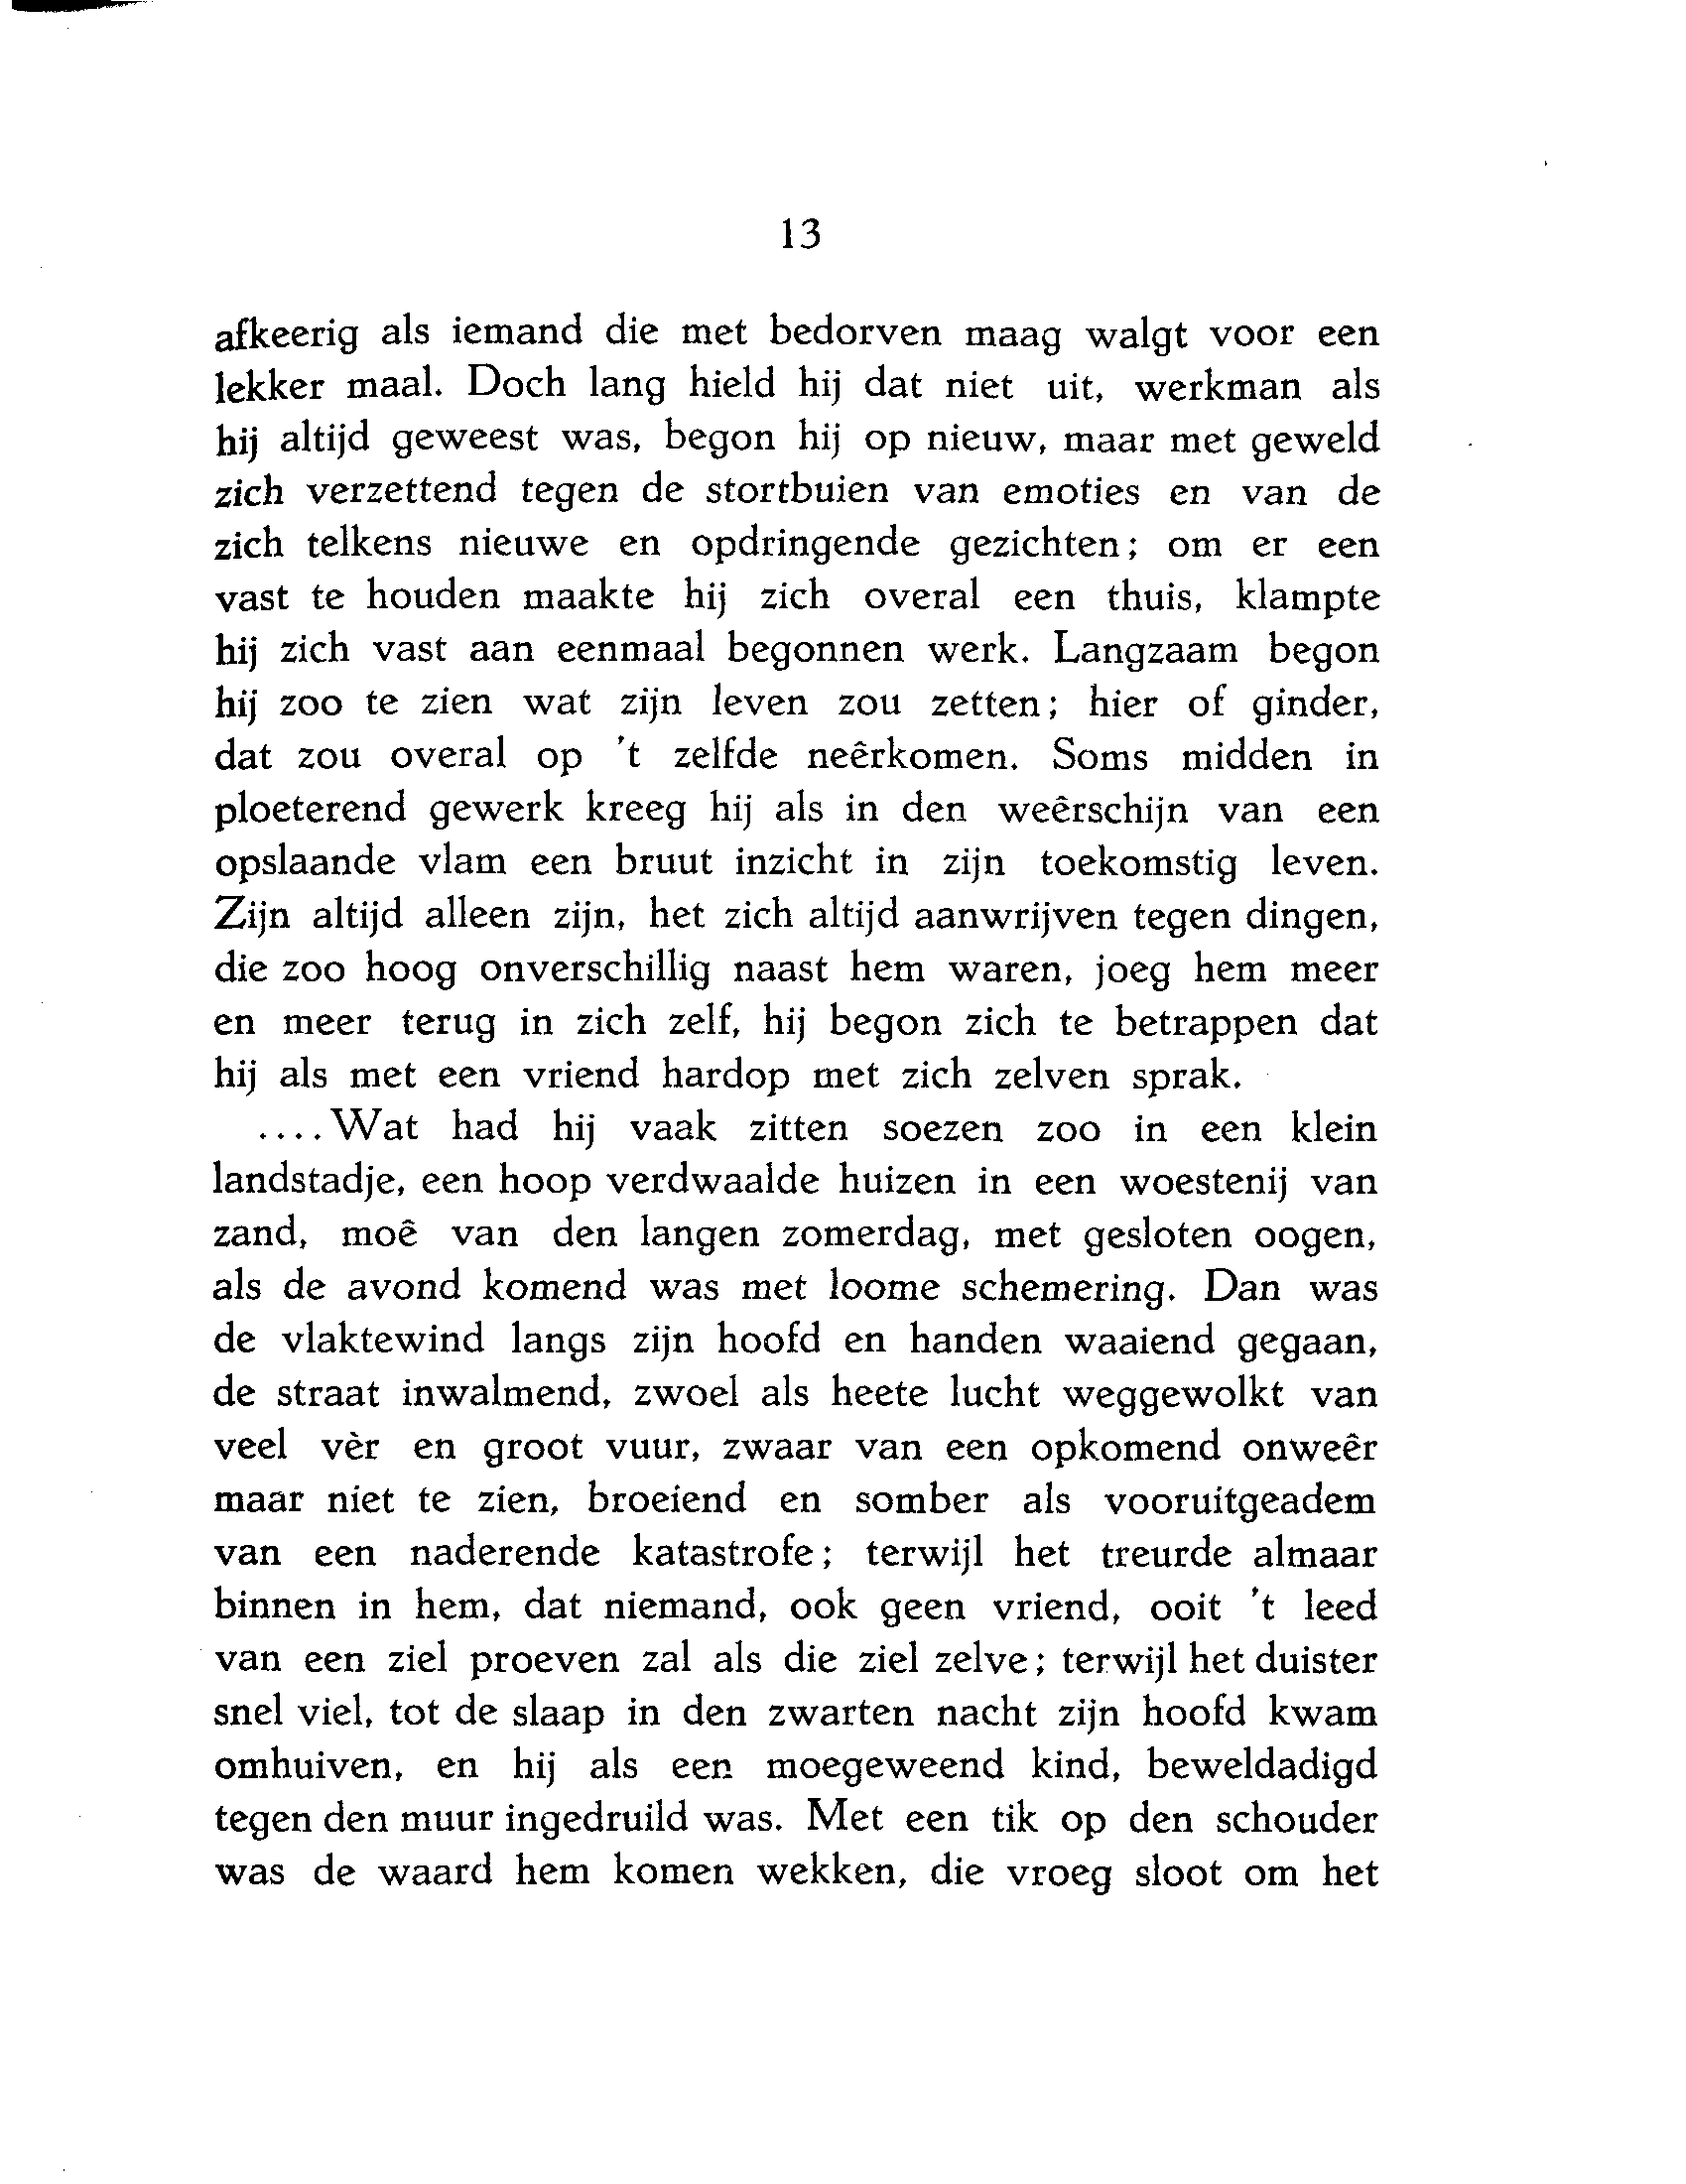 13
afkeerig als iemand die met bedorven maag walgt voor een
lekker maal. Doch lang hield hij dat niet uit, werkman als
hij altijd geweest was, begon hij op nieuw, maar met geweld
zich verzettend tegen de stortbuien van emoties en van de
zich telkens nieuwe en opdringende gezichten; om er een
vast te houden maakte hij zich overal een thuis, klampte
hij zich vast aan eenmaal begonnen werk. Langzaam begon
hij zoo te zien wat zijn leven zou zetten; hier of ginder,
dat zou overal op 't zelfde neêrkomen. Soms midden in
ploeterend gewerk kreeg hij als in den weêrschijn van een
opslaande vlam een bruut inzicht in zijn toekomstig leven.
Zijn altijd alleen zijn, het zich altijd aanwrijven tegen dingen,
die zoo hoog onverschillig naast hem waren, joeg hem meer
en meer terug in zich zelf, hij begon zich te betrappen dat
hij als met een vriend hardop met zich zelven sprak.
....Wat had hij vaak zitten soezen zoo in een klein
landstadje, een hoop verdwaalde huizen in een woestenij van
zand, moê van den langen zomerdag, met gesloten oogen,
als de avond komend was met loome schemering. Dan was
de vlaktewind langs zijn hoofd en handen waaiend gegaan,
de straat inwalmend, zwoel als heete lucht weggewolkt van
veel vèr en groot vuur, zwaar van een opkomend onweêr
maar niet te zien, broeiend en somber als vooruitgeadem
van een naderende katastrofe; terwijl het treurde almaar
binnen in hem, dat niemand, ook geen vriend, ooit 't leed
van een ziel proeven zal als die ziel zelve; terwijl het duister
snel viel, tot de slaap in den zwarten nacht zijn hoofd kwam
omhuiven, en hij als een moegeweend kind, beweldadigd
tegen den muur ingedruild was. Met een tik op den schouder
was de waard hem komen wekken, die vroeg sloot om het